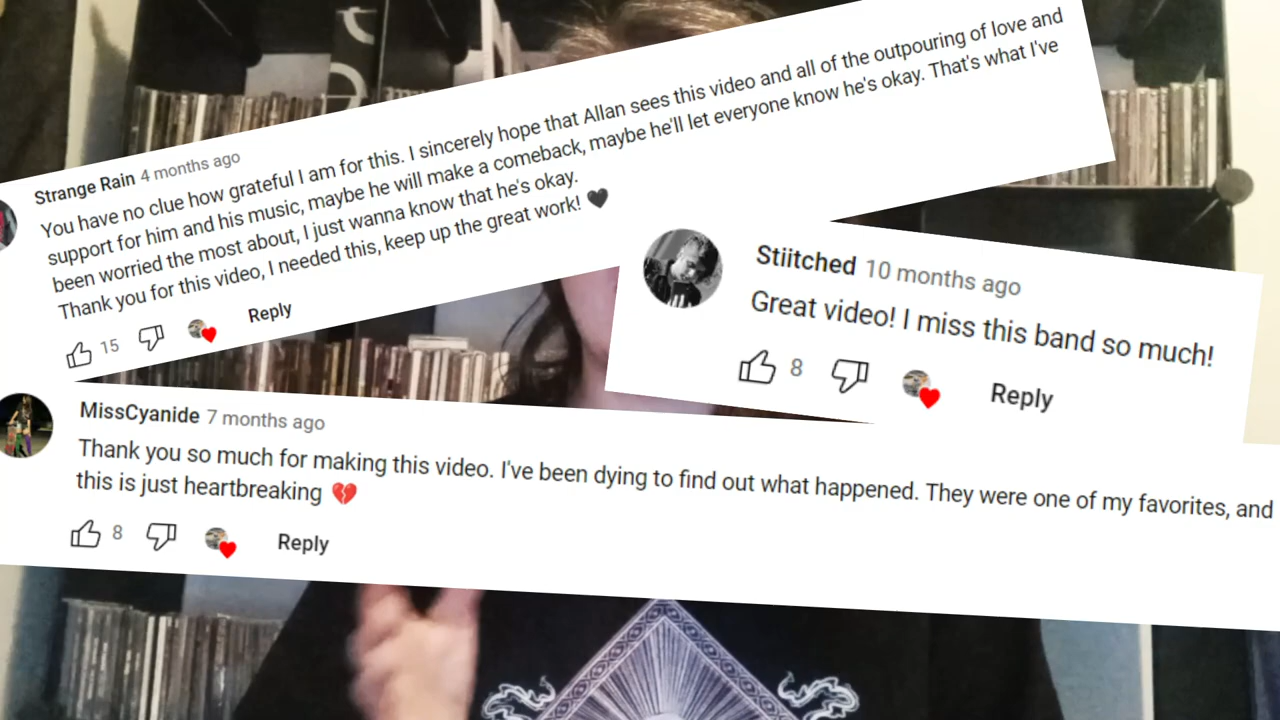 Strange Rain 4 months ago
You have no clue how grateful I am for this. I sincerely hope that Allan sees this video and all of the outpouring of love and
support for him and his music, maybe he will make a comeback, maybe he'll let everyone know he's okay. That's what I've
been worried the most about, I just wanna know that he's okay.
Thank you for this video, I needed this, keep up the great work! 🖤
15 Reply
Stiitched 10 months ago
Great video! I miss this band so much!
8 Reply
MissCyanide 7 months ago
Thank you so much for making this video. I've been dying to find out what happened. They were one of my favorites, and
this is just heartbreaking 💔
8 Reply